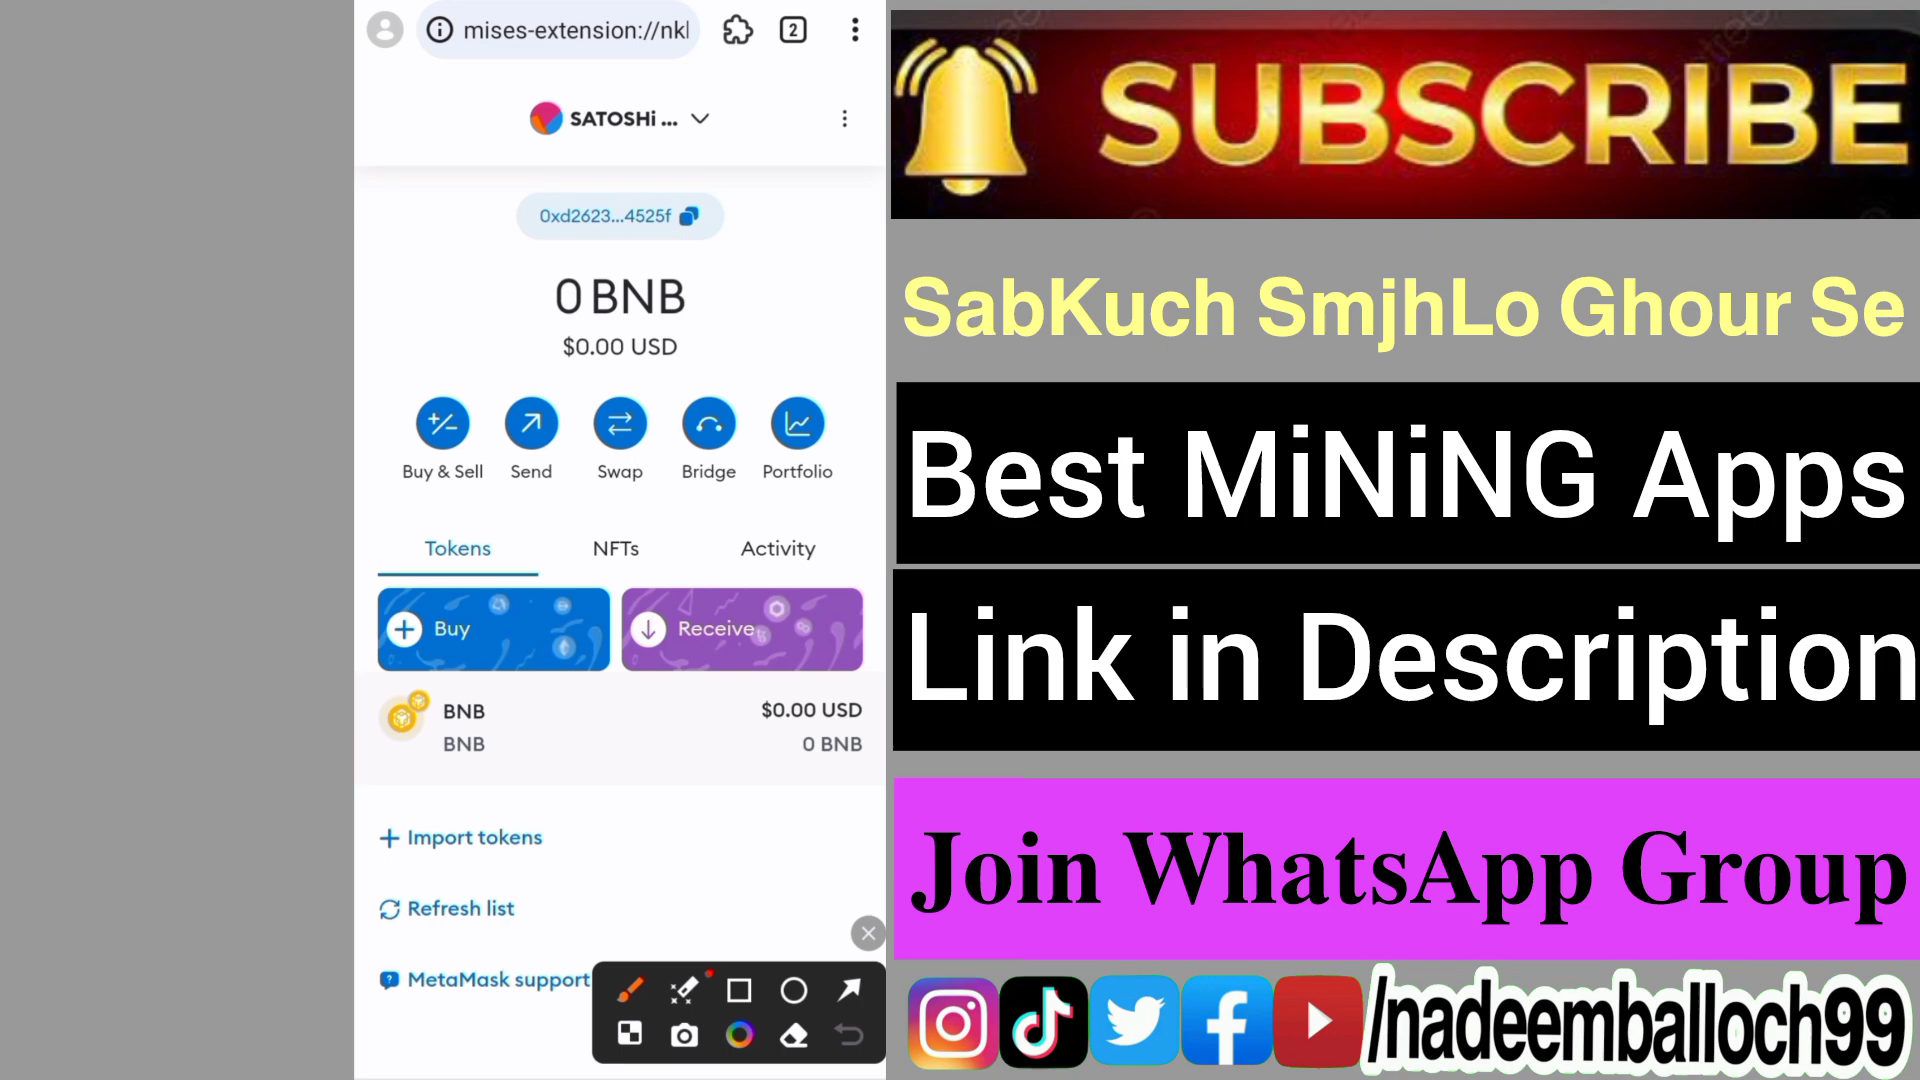 mises-extension://nkl
2
SATOSHi ...
0xd2623...4525f
0 BNB
$0.00 USD
Buy & Sell
Send
Swap
Bridge
Portfolio
Tokens
NFTs
Activity
Buy
Receive
BNB
$0.00 USD
BNB
0 BNB
Import tokens
Refresh list
MetaMask support
SUBSCRIBE
SabKuch SmjhLo Ghour Se
Best MiNiNG Apps
Link in Description
Join WhatsApp Group
/nadeemballoch99